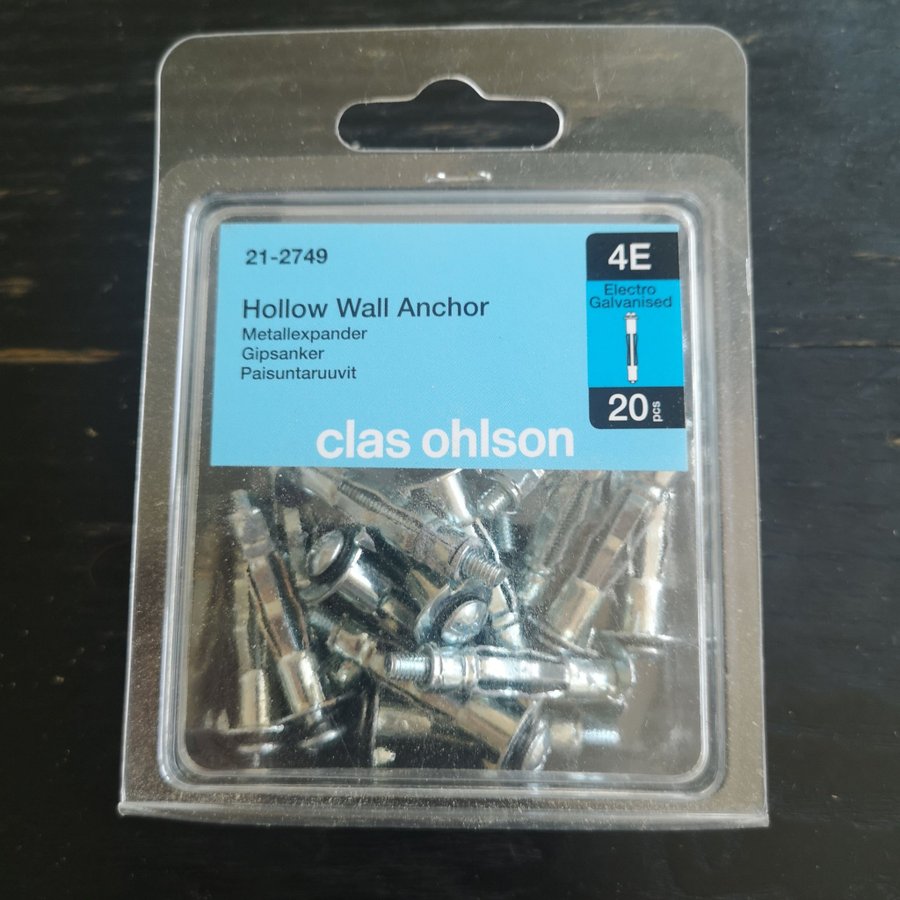 21-2749
Hollow Wall Anchor
Metallexpander
Gipsanker
Paisuntaruuvit
clas ohlson
4E
Electro
Galvanised
20 pcs